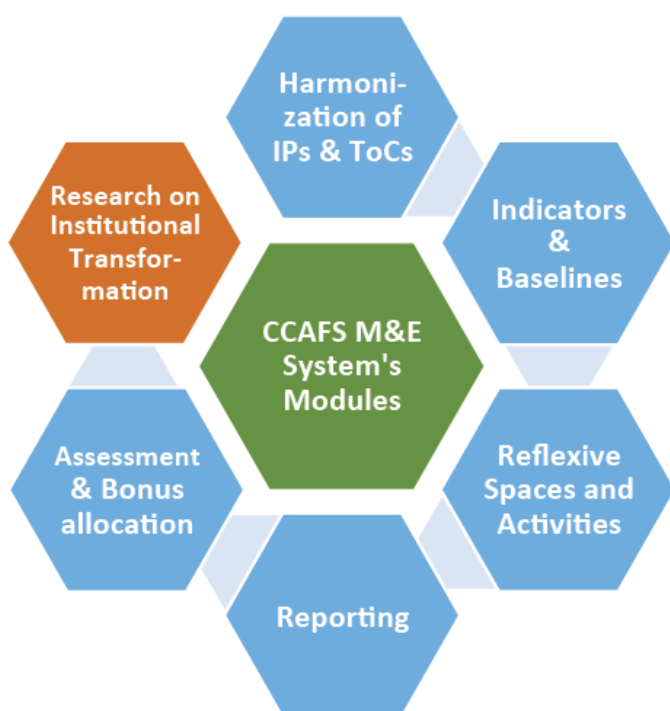 Harmoni-
zation of
IPs & ToCs
Indicators
&
Baselines
Reflexive
Spaces and
Activities
Reporting
Assessment
& Bonus
allocation
Research on
Institutional
Transfor-
mation
CCAFS M&E
System's
Modules